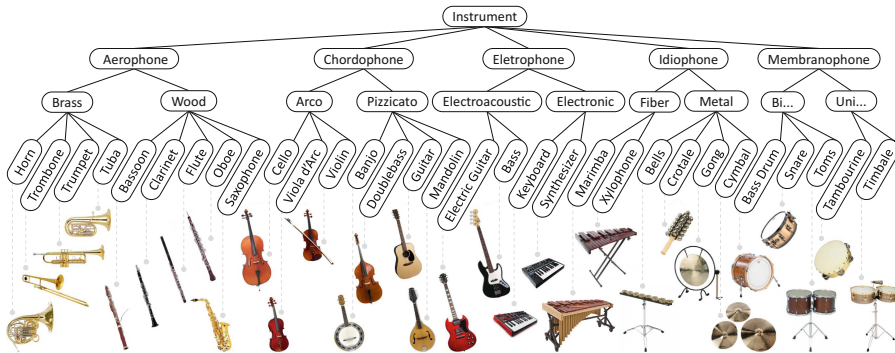 Instrument
Aerophone
Chordophone
Eletrophone
Idiophone
Membranophone
Brass
Wood
Arco
Pizzicato
Electroacoustic
Electronic
Fiber
Metal
Bi...
Uni...
Horn
Trombone
Trumpet
Tuba
Bassoon
Clarinet
Flute
Oboe
Saxophone
Cello
Viola d'Arc
Violin
Banjo
Doublebass
Guitar
Mandolin
Electric Guitar
Bass
Keyboard
Synthesizer
Marimba
Xylophone
Bells
Crotale
Gong
Cymbal
Bass Drum
Snare
Toms
Tambourine
Timbale